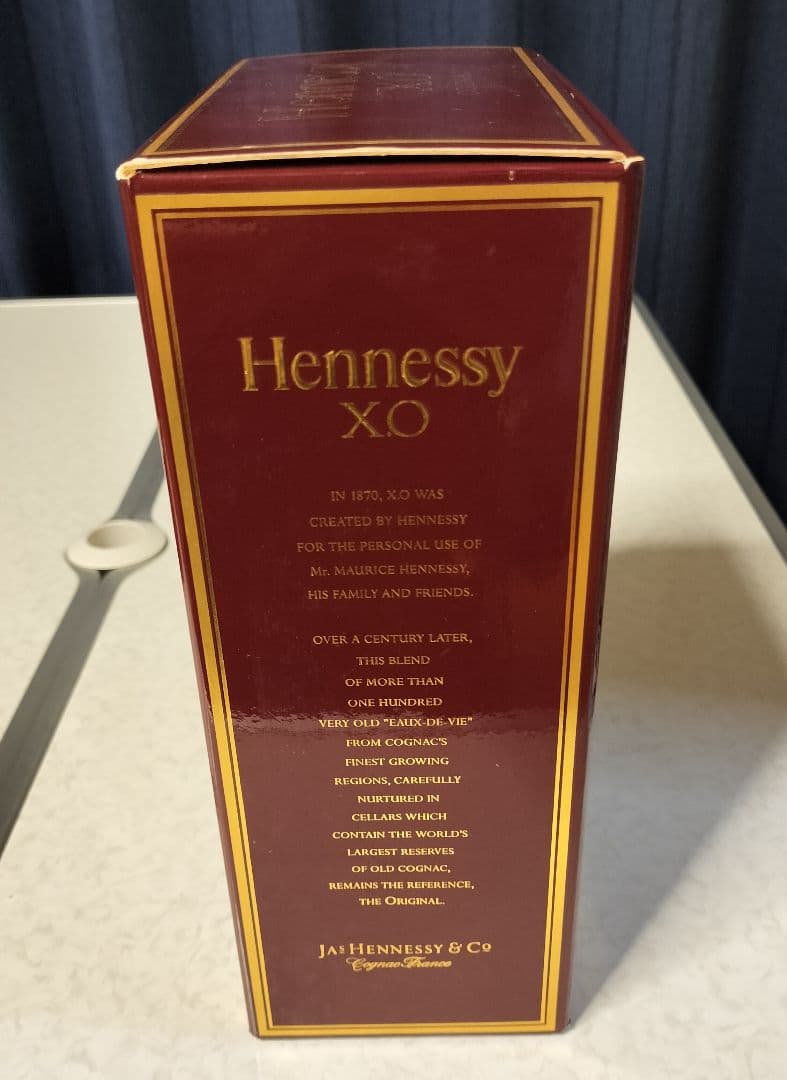 Hennessy
X.O
Hennessy
X.O
IN 1870, X.O WAS
CREATED BY HENNESSY
FOR THE PERSONAL USE OF
Mr. MAURICE HENNESSY,
HIS FAMILY AND FRIENDS.
OVER A CENTURY LATER,
THIS BLEND
OF MORE THAN
ONE HUNDRED
VERY OLD "EAUX-DE-VIE"
FROM COGNAC'S
FINEST GROWING
REGIONS, CAREFULLY
NURTURED IN
CELLARS WHICH
CONTAIN THE WORLD'S
LARGEST RESERVES
OF OLD COGNAC,
REMAINS THE REFERENCE,
THE ORIGINAL.
JAS HENNESSY & CO
Cognac France